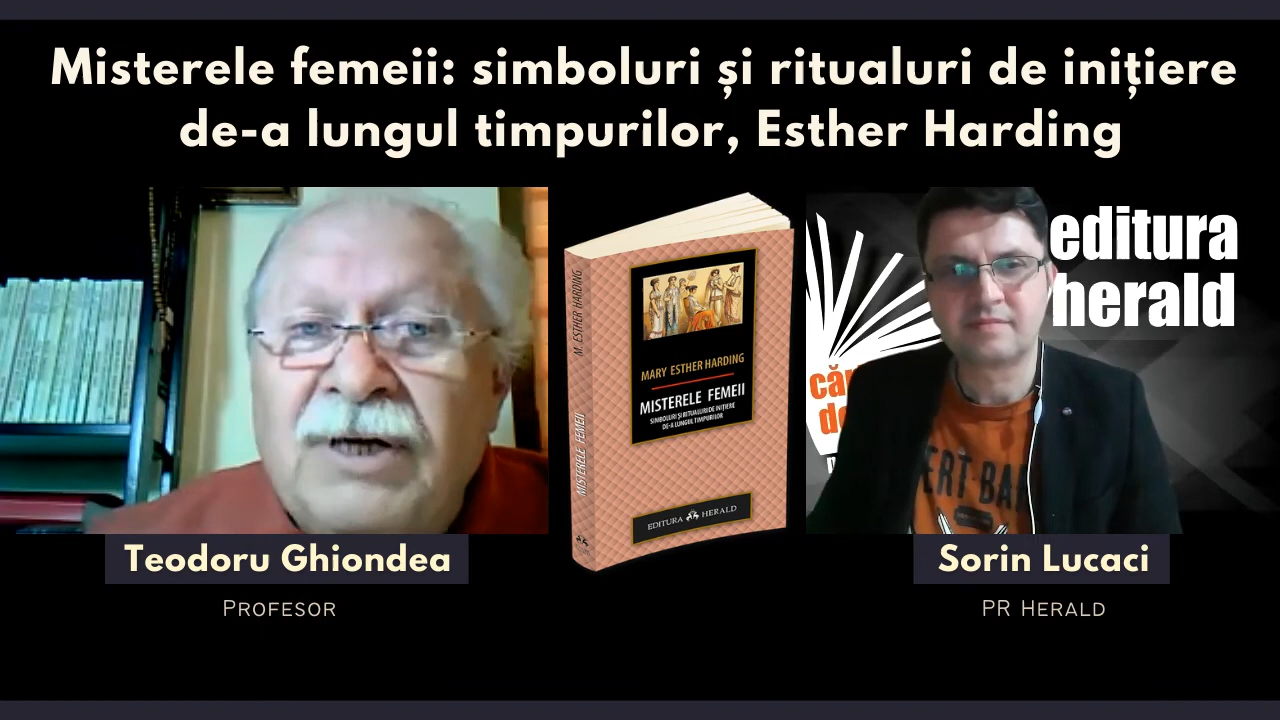 Misterele femeii: simboluri și ritualuri de inițiere
de-a lungul timpurilor, Esther Harding
M. ESTHER HARDING
MISTERELE FEMEII
MARY ESTHER HARDING
MISTERELE FEMEII
SIMBOLURI ȘI RITUALURI DE INIȚIERE
DE-A LUNGUL TIMPURILOR
EDITURA HERALD
editura
herald
Teodoru Ghiondea
Profesor
Sorin Lucaci
PR Herald